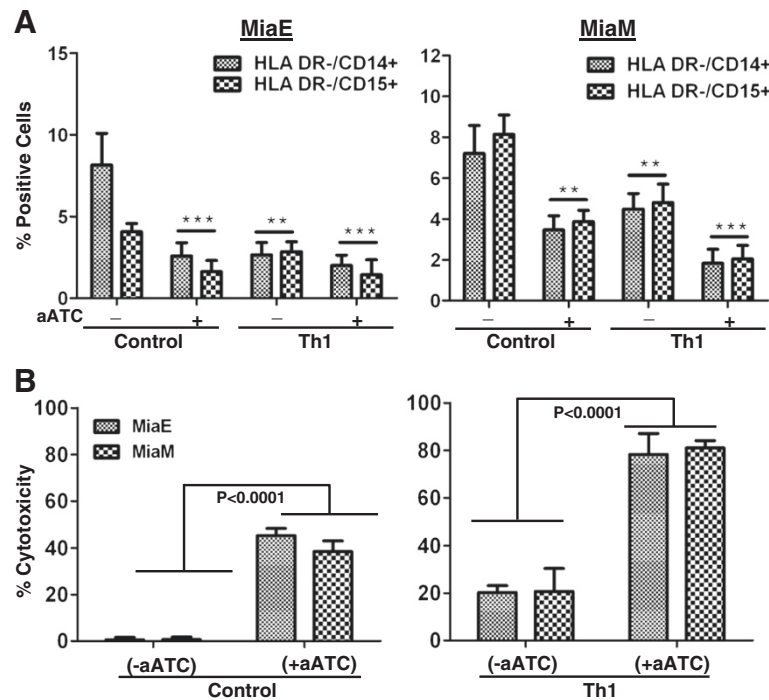 A
MiaE
MiaM
15
10
5
0
% Positive Cells
HLA DR-/CD14+
HLA DR-/CD15+
***
**
***
aATC
–
+
–
+
Control
Th1
12
10
8
6
4
2
0
HLA DR-/CD14+
HLA DR-/CD15+
**
**
***
–
+
–
+
Control
Th1
B
100
80
60
40
20
0
% Cytotoxicity
MiaE
MiaM
P<0.0001
(-aATC)
(+aATC)
Control
100
80
60
40
20
0
P<0.0001
(-aATC)
(+aATC)
Th1